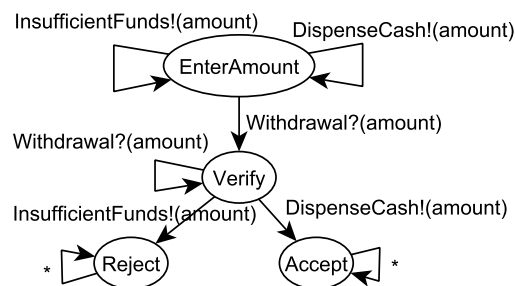 InsufficientFunds!(amount)
DispenseCash!(amount)
EnterAmount
Withdrawal?(amount)
Withdrawal?(amount)
Verify
InsufficientFunds!(amount)
DispenseCash!(amount)
* Reject
Accept *